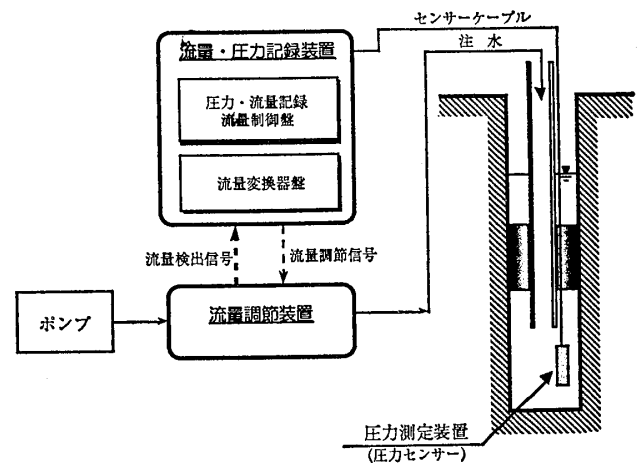 センサーケーブル
注 水
流量・圧力記録装置
圧力・流量記録
流量制御盤
流量変換器盤
流量検出信号
流量調節信号
ポンプ
流量調節装置
圧力測定装置
(圧力センサー)